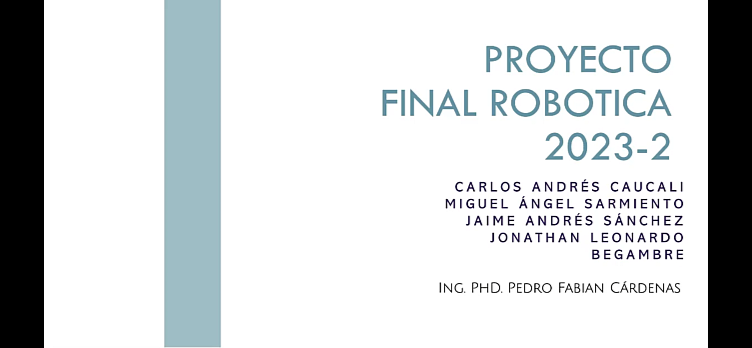 PROYECTO
FINAL ROBOTICA
2023-2
CARLOS ANDRÉS CAUCALI
MIGUEL ÁNGEL SARMIENTO
JAIME ANDRÉS SÁNCHEZ
JONATHAN LEONARDO
BEGAMBRE
ING. PHD. PEDRO FABIAN CÁRDENAS